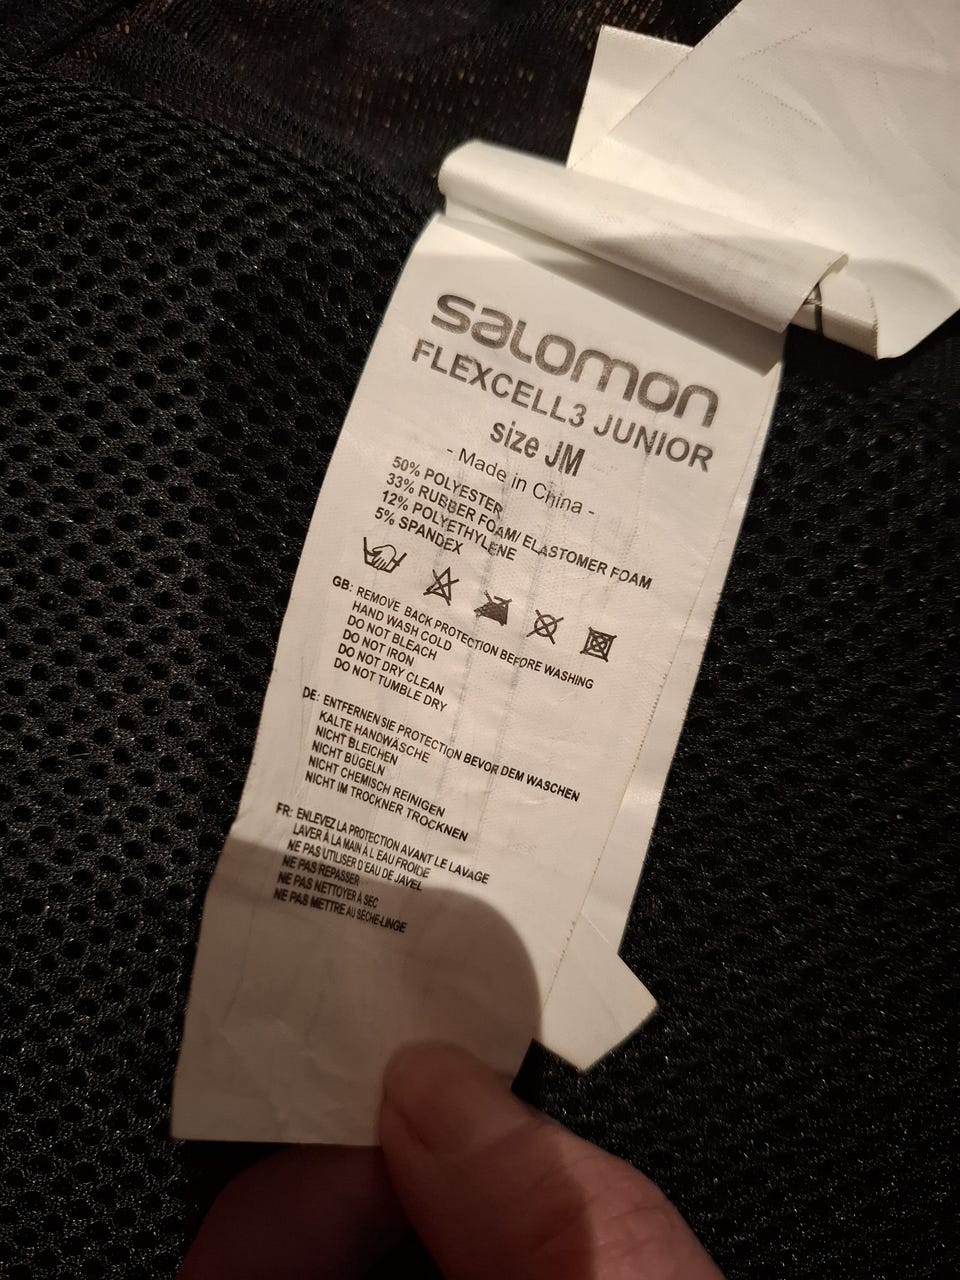 salomon
FLEXCELL3 JUNIOR
size JM
- Made in China -
50% POLYESTER
33% RUBBER FOAM/ ELASTOMER FOAM
12% POLYETHYLENE
5% SPANDEX
GB: REMOVE BACK PROTECTION BEFORE WASHING
HAND WASH COLD
DO NOT BLEACH
DO NOT IRON
DO NOT DRY CLEAN
DO NOT TUMBLE DRY
DE: ENTFERNEN SIE PROTECTION BEVOR DEM WASCHEN
KALTE HANDWÄSCHE
NICHT BLEICHEN
NICHT BÜGELN
NICHT CHEMISCH REINIGEN
NICHT IM TROCKNER TROCKNEN
FR: ENLEVEZ LA PROTECTION AVANT LE LAVAGE
LAVER À LA MAIN À L EAU FROIDE
NE PAS UTILISER D'EAU DE JAVEL
NE PAS REPASSER
NE PAS NETTOYER À SEC
NE PAS METTRE AU SÈCHE-LINGE